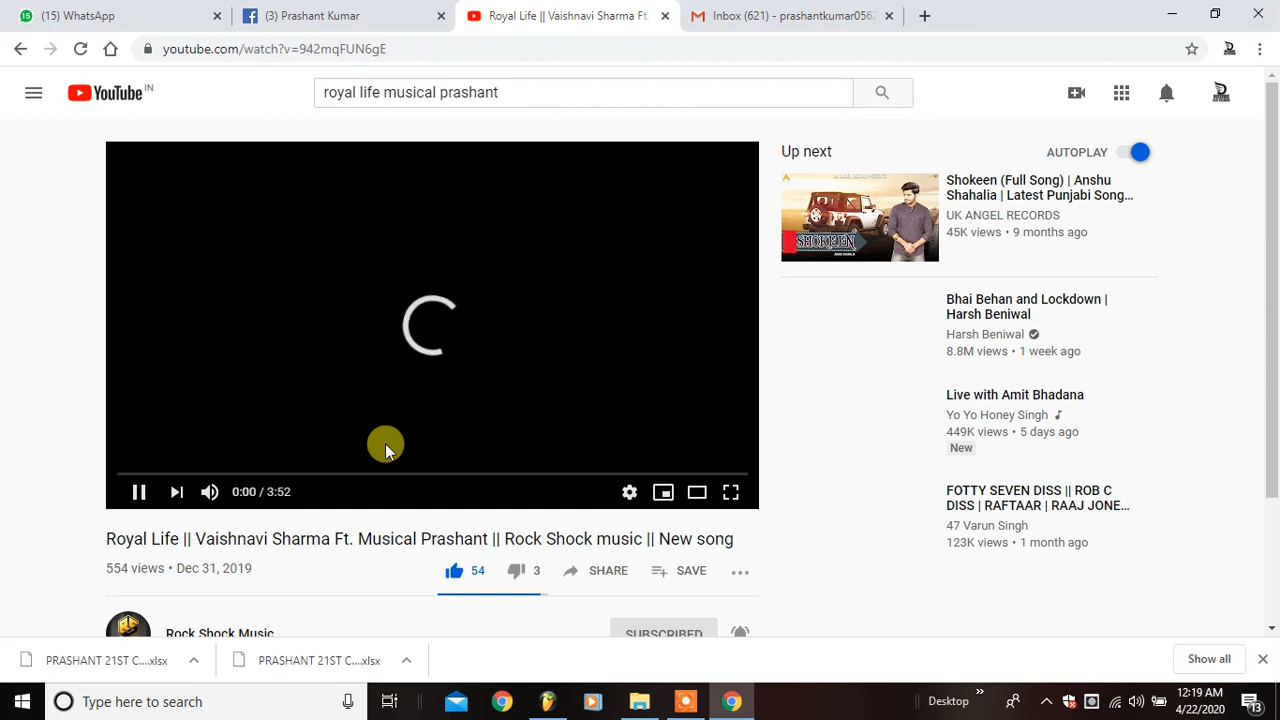 (15) WhatsApp
(3) Prashant Kumar
Royal Life || Vaishnavi Sharma Ft.
Inbox (621) - prashantkumar0562
youtube.com/watch?v=942mqFUN6gE
YouTube IN
royal life musical prashant
Up next
AUTOPLAY
Shokeen (Full Song) | Anshu
Shahalia | Latest Punjabi Song...
UK ANGEL RECORDS
45K views • 9 months ago
SHOKEEN
Bhai Behan and Lockdown |
Harsh Beniwal
Harsh Beniwal
8.8M views • 1 week ago
Live with Amit Bhadana
Yo Yo Honey Singh
449K views • 5 days ago
New
FOTTY SEVEN DISS || ROB C
DISS | RAFTAAR | RAAJ JONE...
47 Varun Singh
123K views • 1 month ago
0:00 / 3:52
Royal Life || Vaishnavi Sharma Ft. Musical Prashant || Rock Shock music || New song
554 views • Dec 31, 2019
54
3
SHARE
SAVE
Rock Shock Music
SUBSCRIBED
PRASHANT 21ST C....xlsx
PRASHANT 21ST C....xlsx
Show all
Type here to search
Desktop
12:19 AM
4/22/2020
13